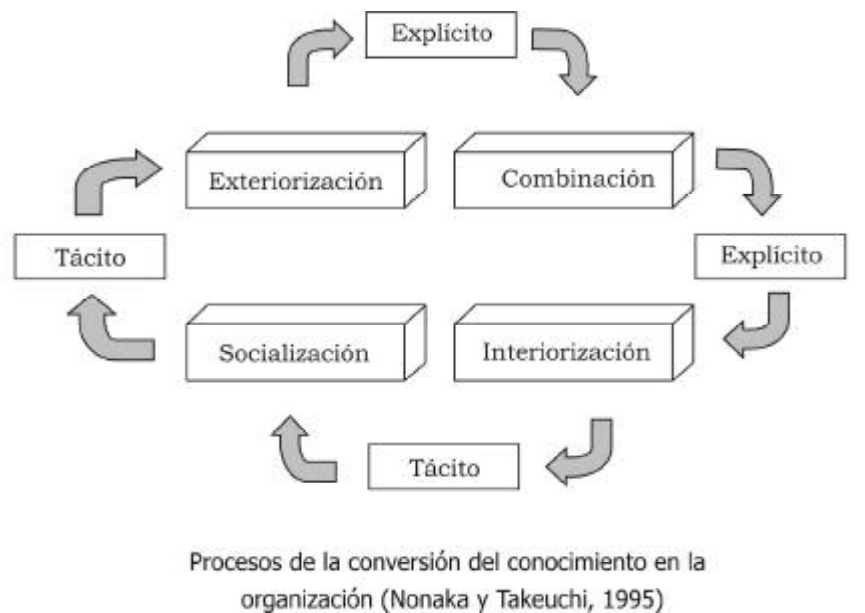 Explícito
Exteriorización
Combinación
Tácito
Explícito
Socialización
Interiorización
Tácito
Procesos de la conversión del conocimiento en la
organización (Nonaka y Takeuchi, 1995)